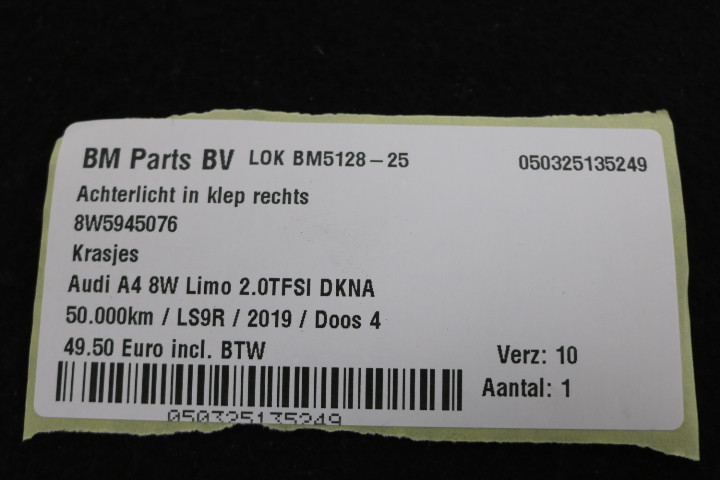 BM Parts BV LOK BM5128-25 050325135249
Achterlicht in klep rechts
8W5945076
Krasjes
Audi A4 8W Limo 2.0TFSI DKNA
50.000km / LS9R / 2019 / Doos 4
49.50 Euro incl. BTW
Verz: 10
Aantal: 1
050325135249